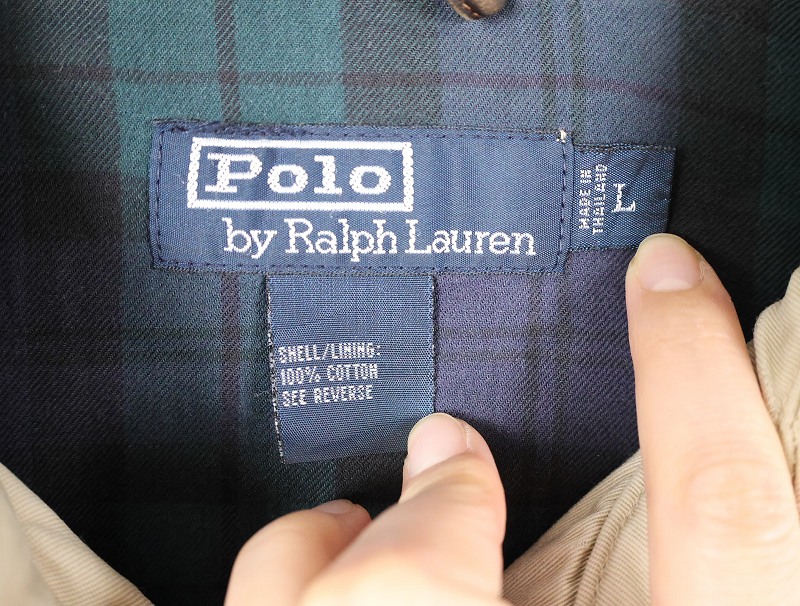 Polo
by Ralph Lauren
MADE IN
THAILAND
L
SHELL/LINING:
100% COTTON
SEE REVERSE